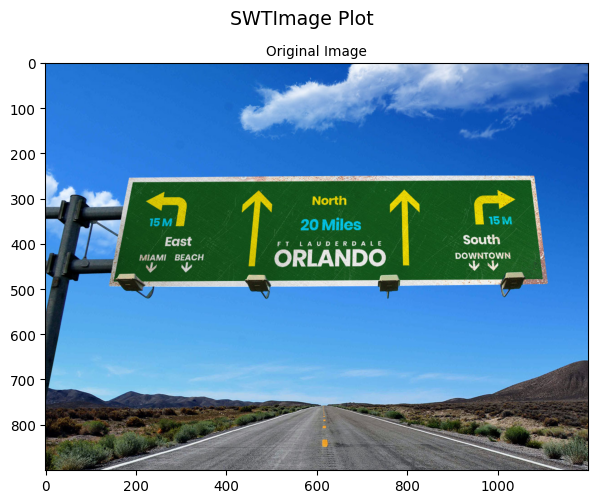 SWTImage Plot
Original Image
0
100
200
300
400
500
600
700
800
0
200
400
600
800
1000
15 M
East
MIAMI BEACH
North
20 Miles
FT LAUDERDALE
ORLANDO
15 M
South
DOWNTOWN